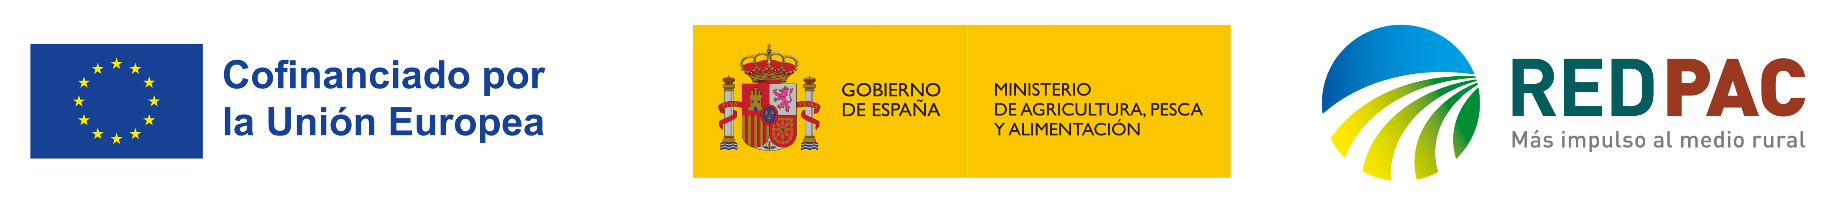 Cofinanciado por
la Unión Europea
GOBIERNO
DE ESPAÑA
MINISTERIO
DE AGRICULTURA, PESCA
Y ALIMENTACIÓN
REDPAC
Más impulso al medio rural